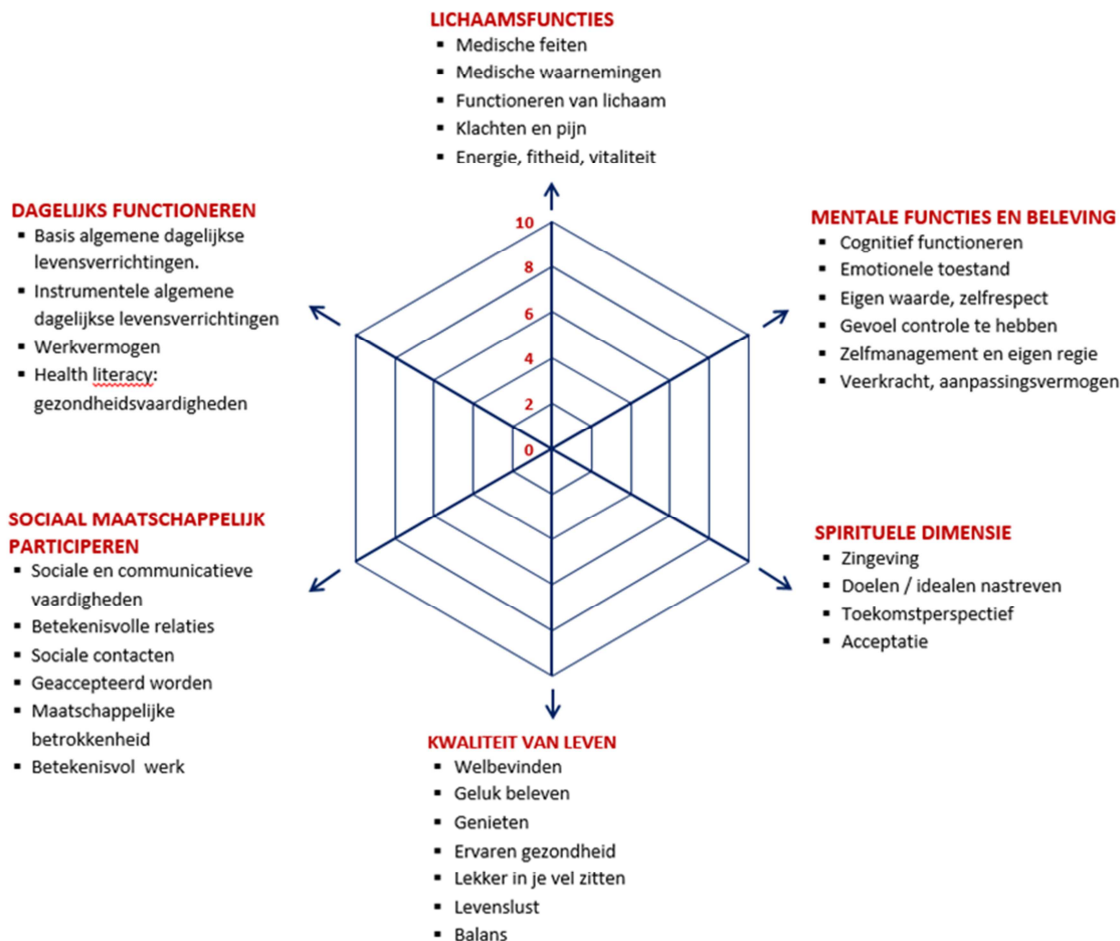 LICHAAMSFUNCTIES
▪ Medische feiten
▪ Medische waarnemingen
▪ Functioneren van lichaam
▪ Klachten en pijn
▪ Energie, fitheid, vitaliteit
DAGELIJKS FUNCTIONEREN
▪ Basis algemene dagelijkse
levensverrichtingen.
▪ Instrumentele algemene
dagelijkse levensverrichtingen
▪ Werkvermogen
▪ Health literacy:
gezondheidsvaardigheden
10
8
6
4
2
0
MENTALE FUNCTIES EN BELEVING
▪ Cognitief functioneren
▪ Emotionele toestand
▪ Eigen waarde, zelfrespect
▪ Gevoel controle te hebben
▪ Zelfmanagement en eigen regie
▪ Veerkracht, aanpassingsvermogen
SOCIAAL MAATSCHAPPELIJK
PARTICIPEREN
▪ Sociale en communicatieve
vaardigheden
▪ Betekenisvolle relaties
▪ Sociale contacten
▪ Geaccepteerd worden
▪ Maatschappelijke
betrokkenheid
▪ Betekenisvol werk
SPIRITUELE DIMENSIE
▪ Zingeving
▪ Doelen / idealen nastreven
▪ Toekomstperspectief
▪ Acceptatie
KWALITEIT VAN LEVEN
▪ Welbevinden
▪ Geluk beleven
▪ Genieten
▪ Ervaren gezondheid
▪ Lekker in je vel zitten
▪ Levenslust
▪ Balans